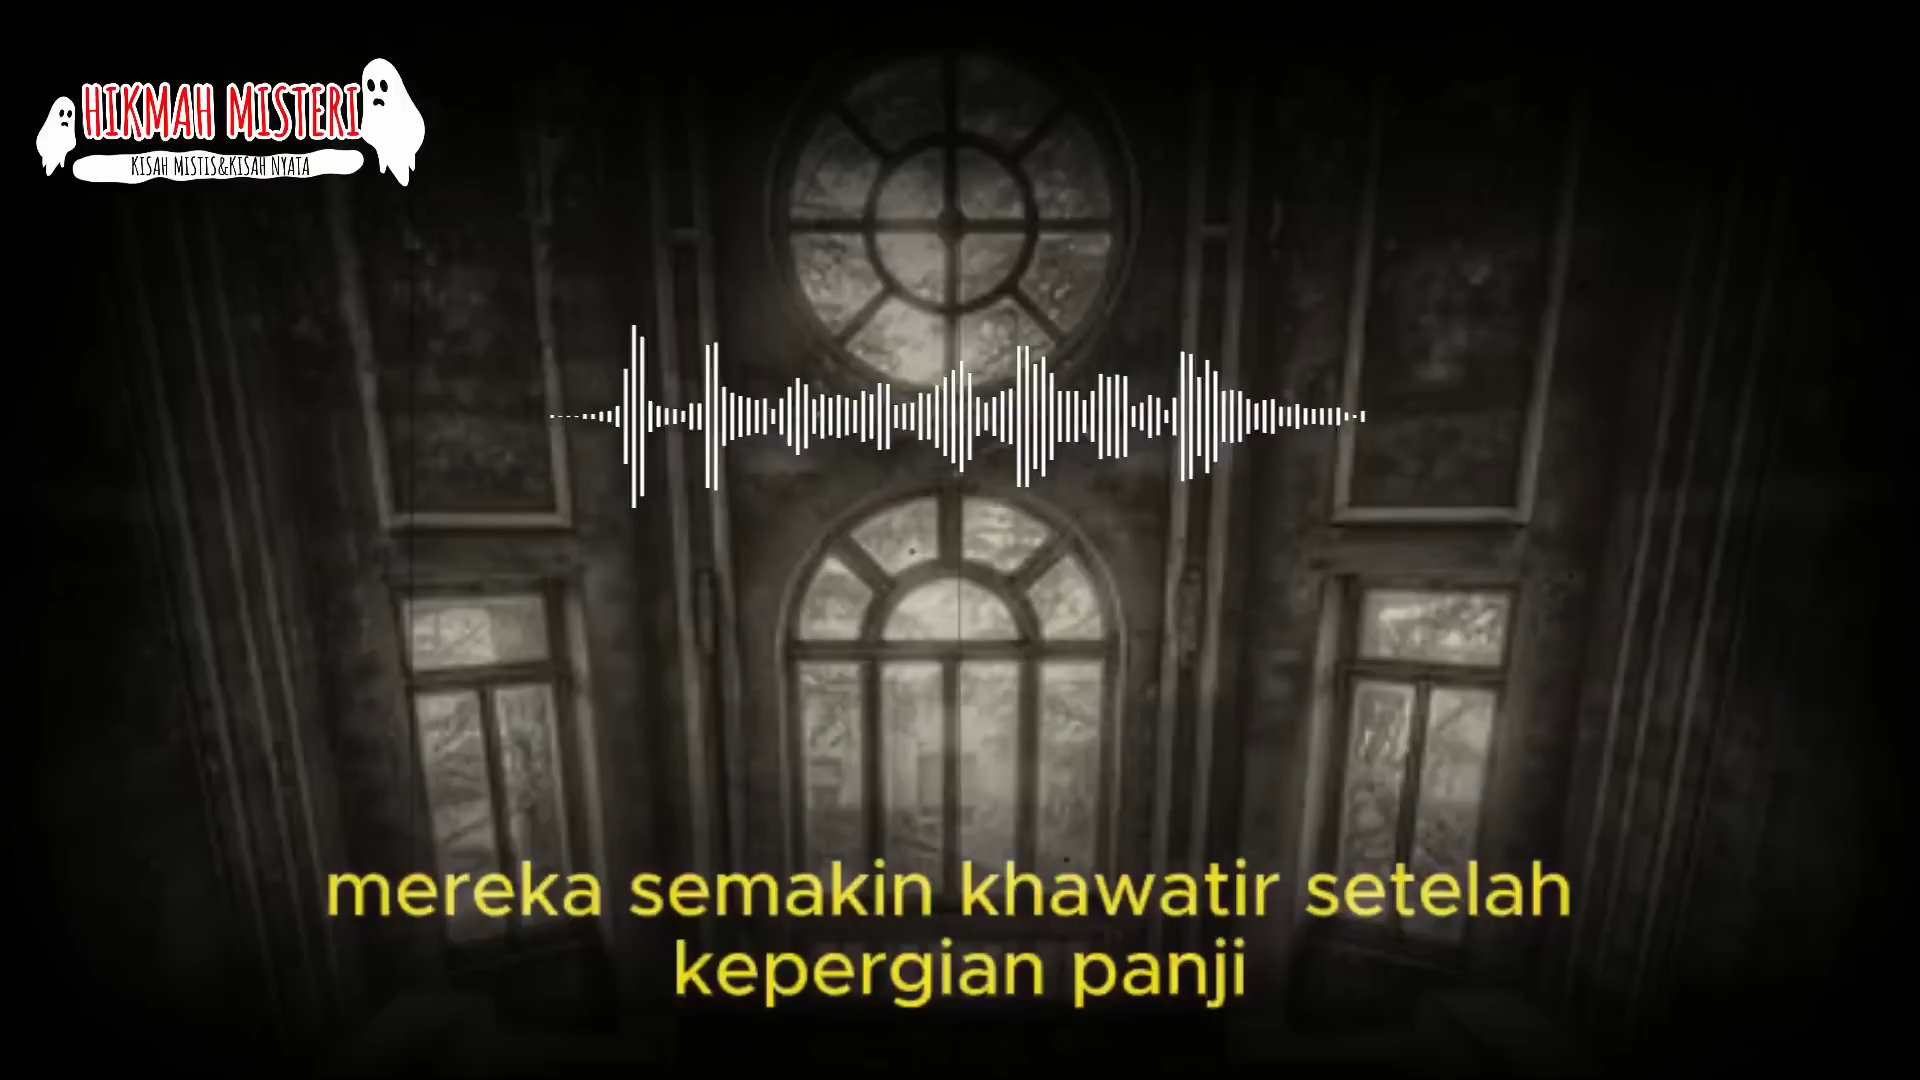 HIKMAH MISTERI
KISAH MISTIS&KISAH NYATA
mereka semakin khawatir setelah
kepergian panji